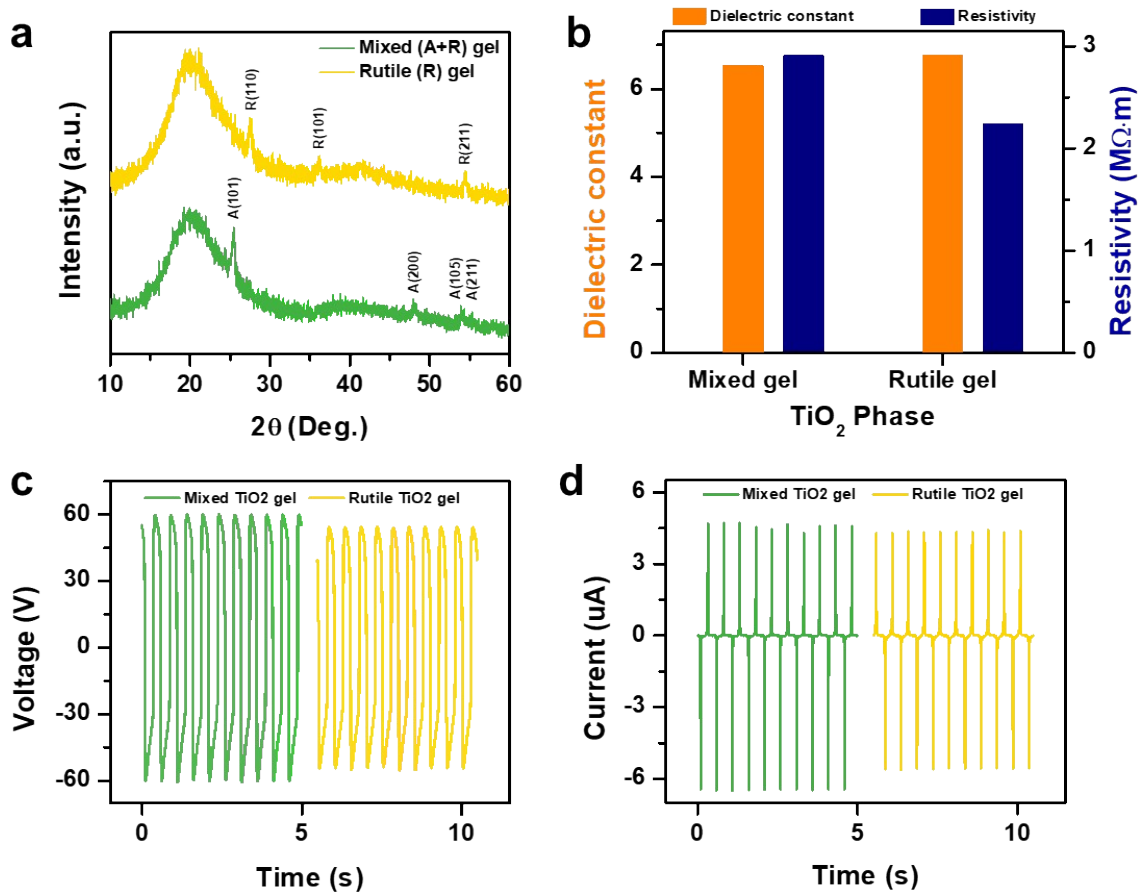 a
Mixed (A+R) gel
Rutile (R) gel
R(110)
R(101)
R(211)
A(101)
A(200)
A(105)
A(211)
Intensity (a.u.)
10 20 30 40 50 60
2θ (Deg.)
b
Dielectric constant Resistivity
6
4
2
0
Dielectric constant
3
2
1
0
Resistivity (MΩ·m)
Mixed gel Rutile gel
TiO₂ Phase
c
Mixed TiO2 gel Rutile TiO2 gel
60
30
0
-30
-60
Voltage (V)
0 5 10
Time (s)
d
Mixed TiO2 gel Rutile TiO2 gel
6
3
0
-3
-6
Current (uA)
0 5 10
Time (s)